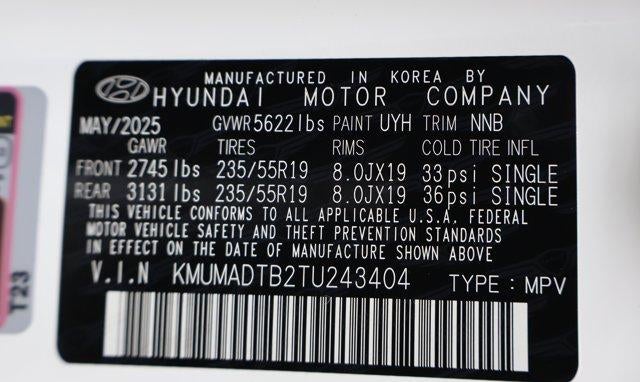 MANUFACTURED IN KOREA BY
HYUNDAI MOTOR COMPANY
MAY/2025 GVWR 5622 lbs PAINT UYH TRIM NNB
GAWR TIRES RIMS COLD TIRE INFL
FRONT 2745 lbs 235/55R19 8.0JX19 33psi SINGLE
REAR 3131 lbs 235/55R19 8.0JX19 36psi SINGLE
THIS VEHICLE CONFORMS TO ALL APPLICABLE U.S.A. FEDERAL
MOTOR VEHICLE SAFETY AND THEFT PREVENTION STANDARDS
IN EFFECT ON THE DATE OF MANUFACTURE SHOWN ABOVE
V.I.N KMUMADTB2TU243404 TYPE : MPV
T23